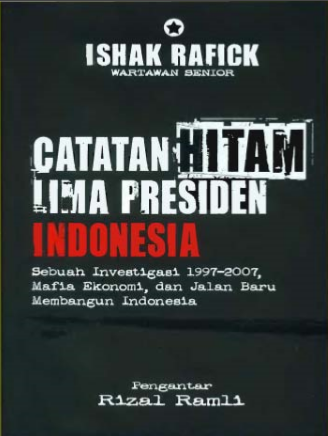 ISHAK RAFICK
WARTAWAN SENIOR
CATATAN HITAM
LIMA PRESIDEN
INDONESIA
Sebuah Investigasi 1997-2007,
Mafia Ekonomi, dan Jalan Baru
Membangun Indonesia
Pengantar
Rizal Ramli